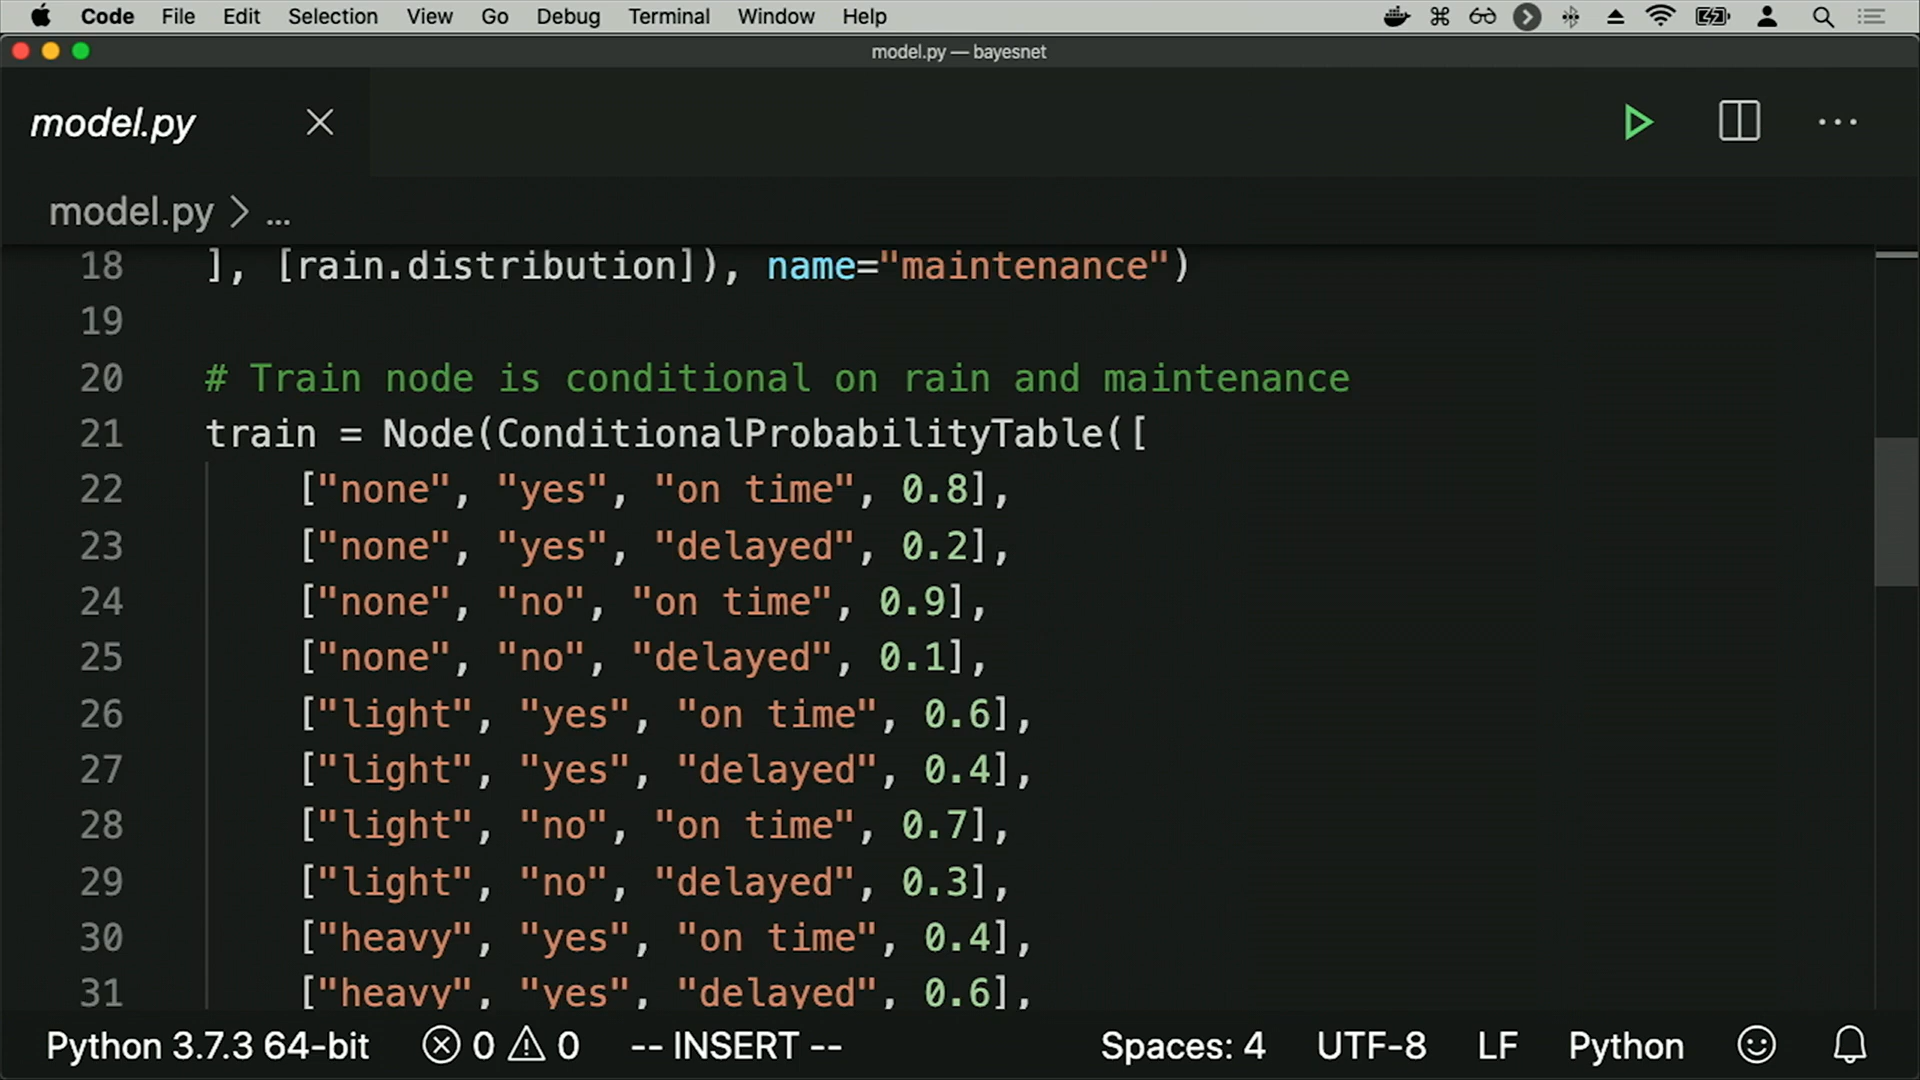 Code File Edit Selection View Go Debug Terminal Window Help
model.py — bayesnet
model.py
model.py > ...
18 ], [rain.distribution]), name="maintenance")
19
20 # Train node is conditional on rain and maintenance
21 train = Node(ConditionalProbabilityTable([
22 ["none", "yes", "on time", 0.8],
23 ["none", "yes", "delayed", 0.2],
24 ["none", "no", "on time", 0.9],
25 ["none", "no", "delayed", 0.1],
26 ["light", "yes", "on time", 0.6],
27 ["light", "yes", "delayed", 0.4],
28 ["light", "no", "on time", 0.7],
29 ["light", "no", "delayed", 0.3],
30 ["heavy", "yes", "on time", 0.4],
31 ["heavy", "yes", "delayed", 0.6],
Python 3.7.3 64-bit 0 0 -- INSERT -- Spaces: 4 UTF-8 LF Python